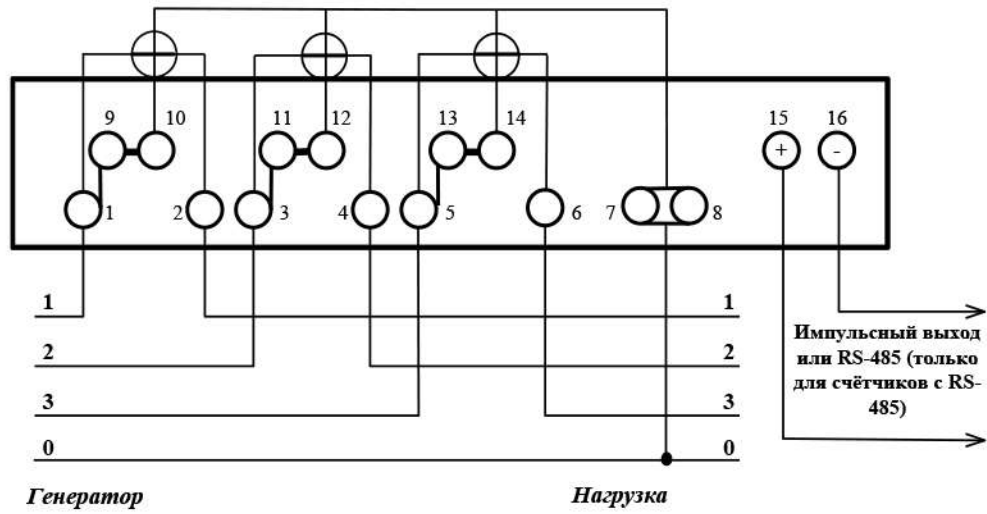 9 10 11 12 13 14 15 16
+ -
1 2 3 4 5 6 7 8
1 1
2 2
3 3
0 0
Импульсный выход
или RS-485 (только
для счётчиков с RS-
485)
Генератор Нагрузка